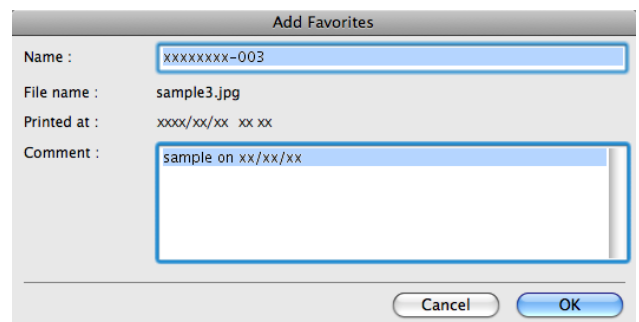 Add Favorites
Name : xxxxxxxx-003
File name : sample3.jpg
Printed at : xxxx/xx/xx xx xx
Comment : sample on xx/xx/xx
Cancel OK